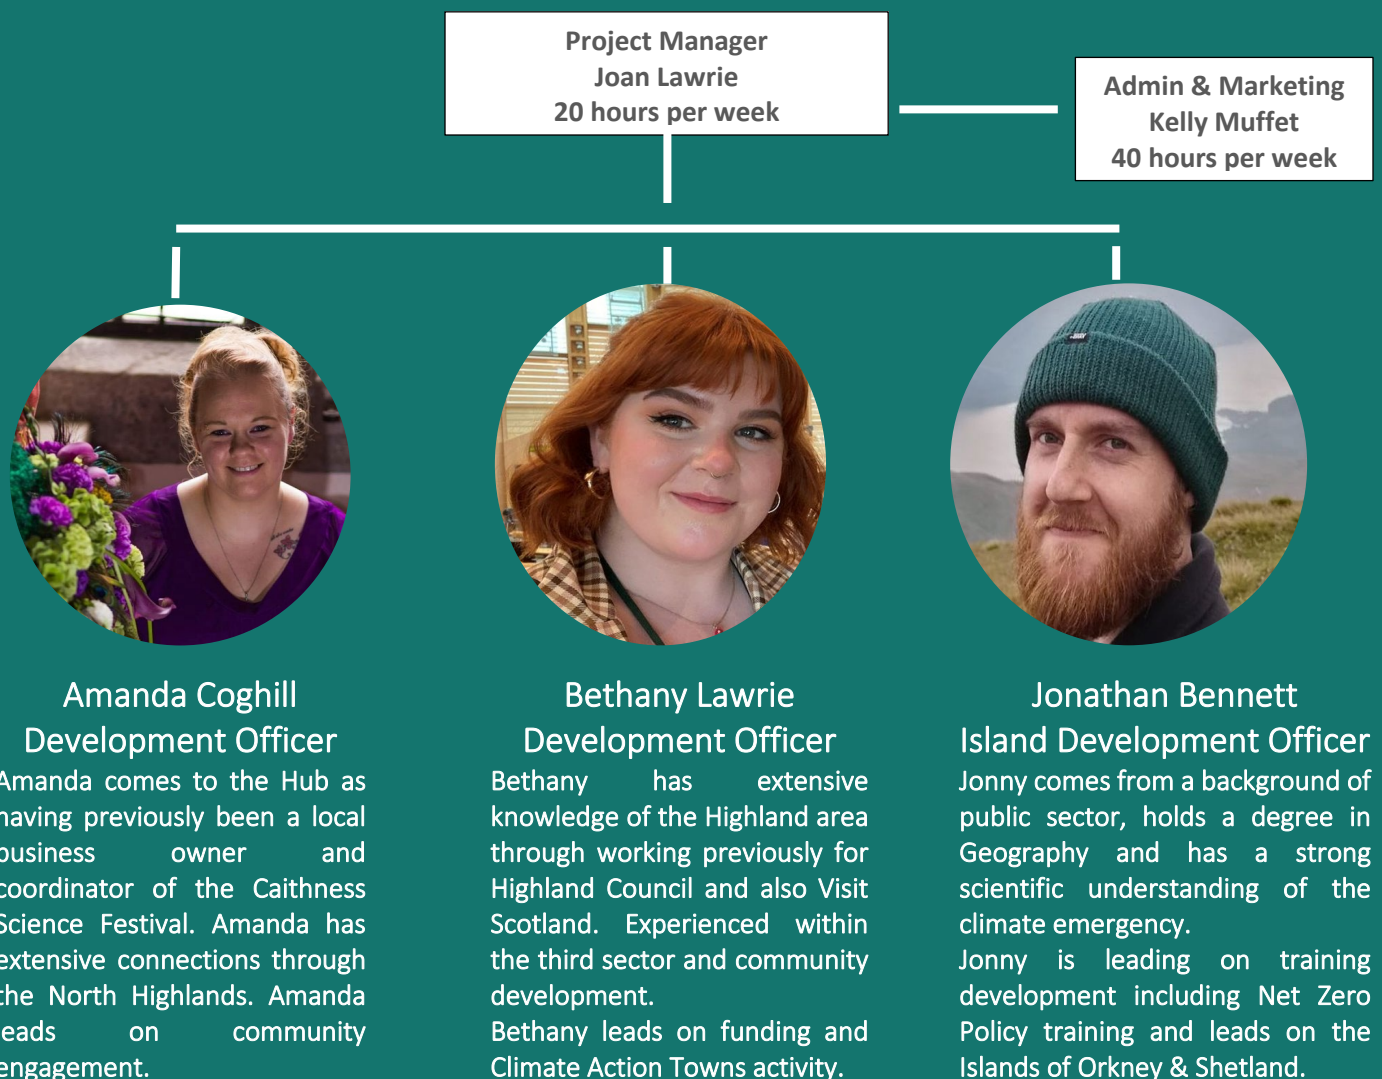 Project Manager
Joan Lawrie
20 hours per week
Admin & Marketing
Kelly Muffet
40 hours per week
Amanda Coghill
Development Officer
Amanda comes to the Hub as
having previously been a local
business owner and
coordinator of the Caithness
Science Festival. Amanda has
extensive connections through
the North Highlands. Amanda
leads on community
engagement.
Bethany Lawrie
Development Officer
Bethany has extensive
knowledge of the Highland area
through working previously for
Highland Council and also Visit
Scotland. Experienced within
the third sector and community
development.
Bethany leads on funding and
Climate Action Towns activity.
Jonathan Bennett
Island Development Officer
Jonny comes from a background of
public sector, holds a degree in
Geography and has a strong
scientific understanding of the
climate emergency.
Jonny is leading on training
development including Net Zero
Policy training and leads on the
Islands of Orkney & Shetland.